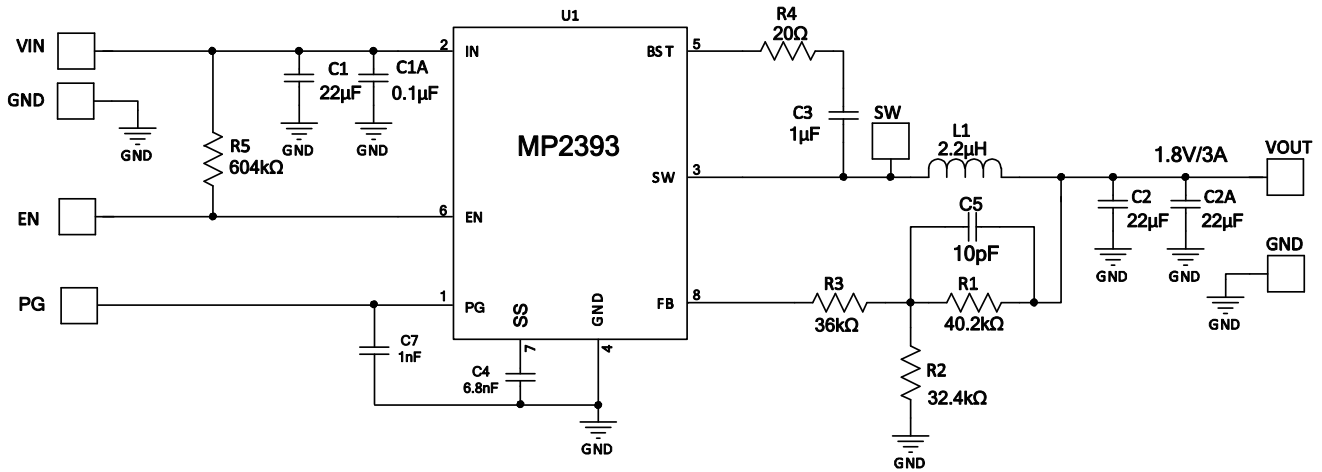 U1
VIN
GND
GND
R5
604kΩ
C1
22µF
GND
C1A
0.1µF
GND
EN
PG
C7
1nF
2
IN
6
EN
1
PG
MP2393
BST
5
SW
3
FB
8
SS
7
GND
4
C4
6.8nF
GND
R4
20Ω
C3
1µF
SW
L1
2.2µH
C5
10pF
R3
36kΩ
R1
40.2kΩ
R2
32.4kΩ
GND
1.8V/3A
VOUT
C2
22µF
GND
C2A
22µF
GND
GND
GND